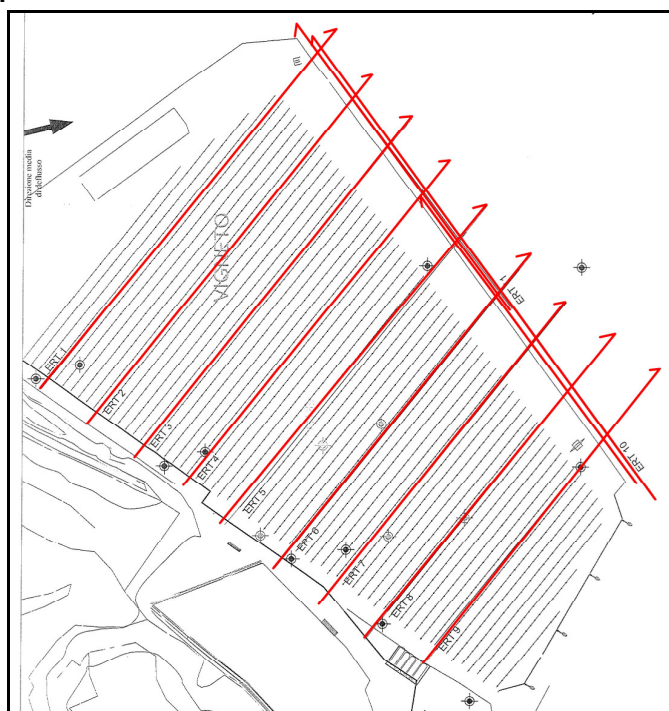 Direzione media
di deflusso
VIGNETO
ERT 1
ERT 2
ERT 3
ERT 4
ERT 5
ERT 6
ERT 7
ERT 8
ERT 9
ERT 10
ERT 1